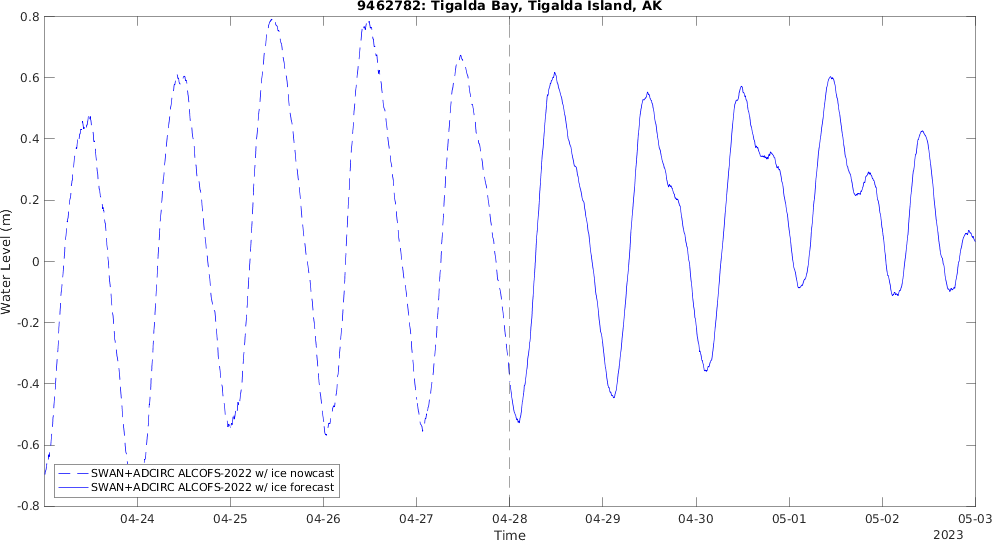 9462782: Tigalda Bay, Tigalda Island, AK
Water Level (m)
0.8
0.6
0.4
0.2
0
-0.2
-0.4
-0.6
-0.8
SWAN+ADCIRC ALCOFS-2022 w/ ice nowcast
SWAN+ADCIRC ALCOFS-2022 w/ ice forecast
04-24 04-25 04-26 04-27 04-28 04-29 04-30 05-01 05-02 05-03
Time
2023